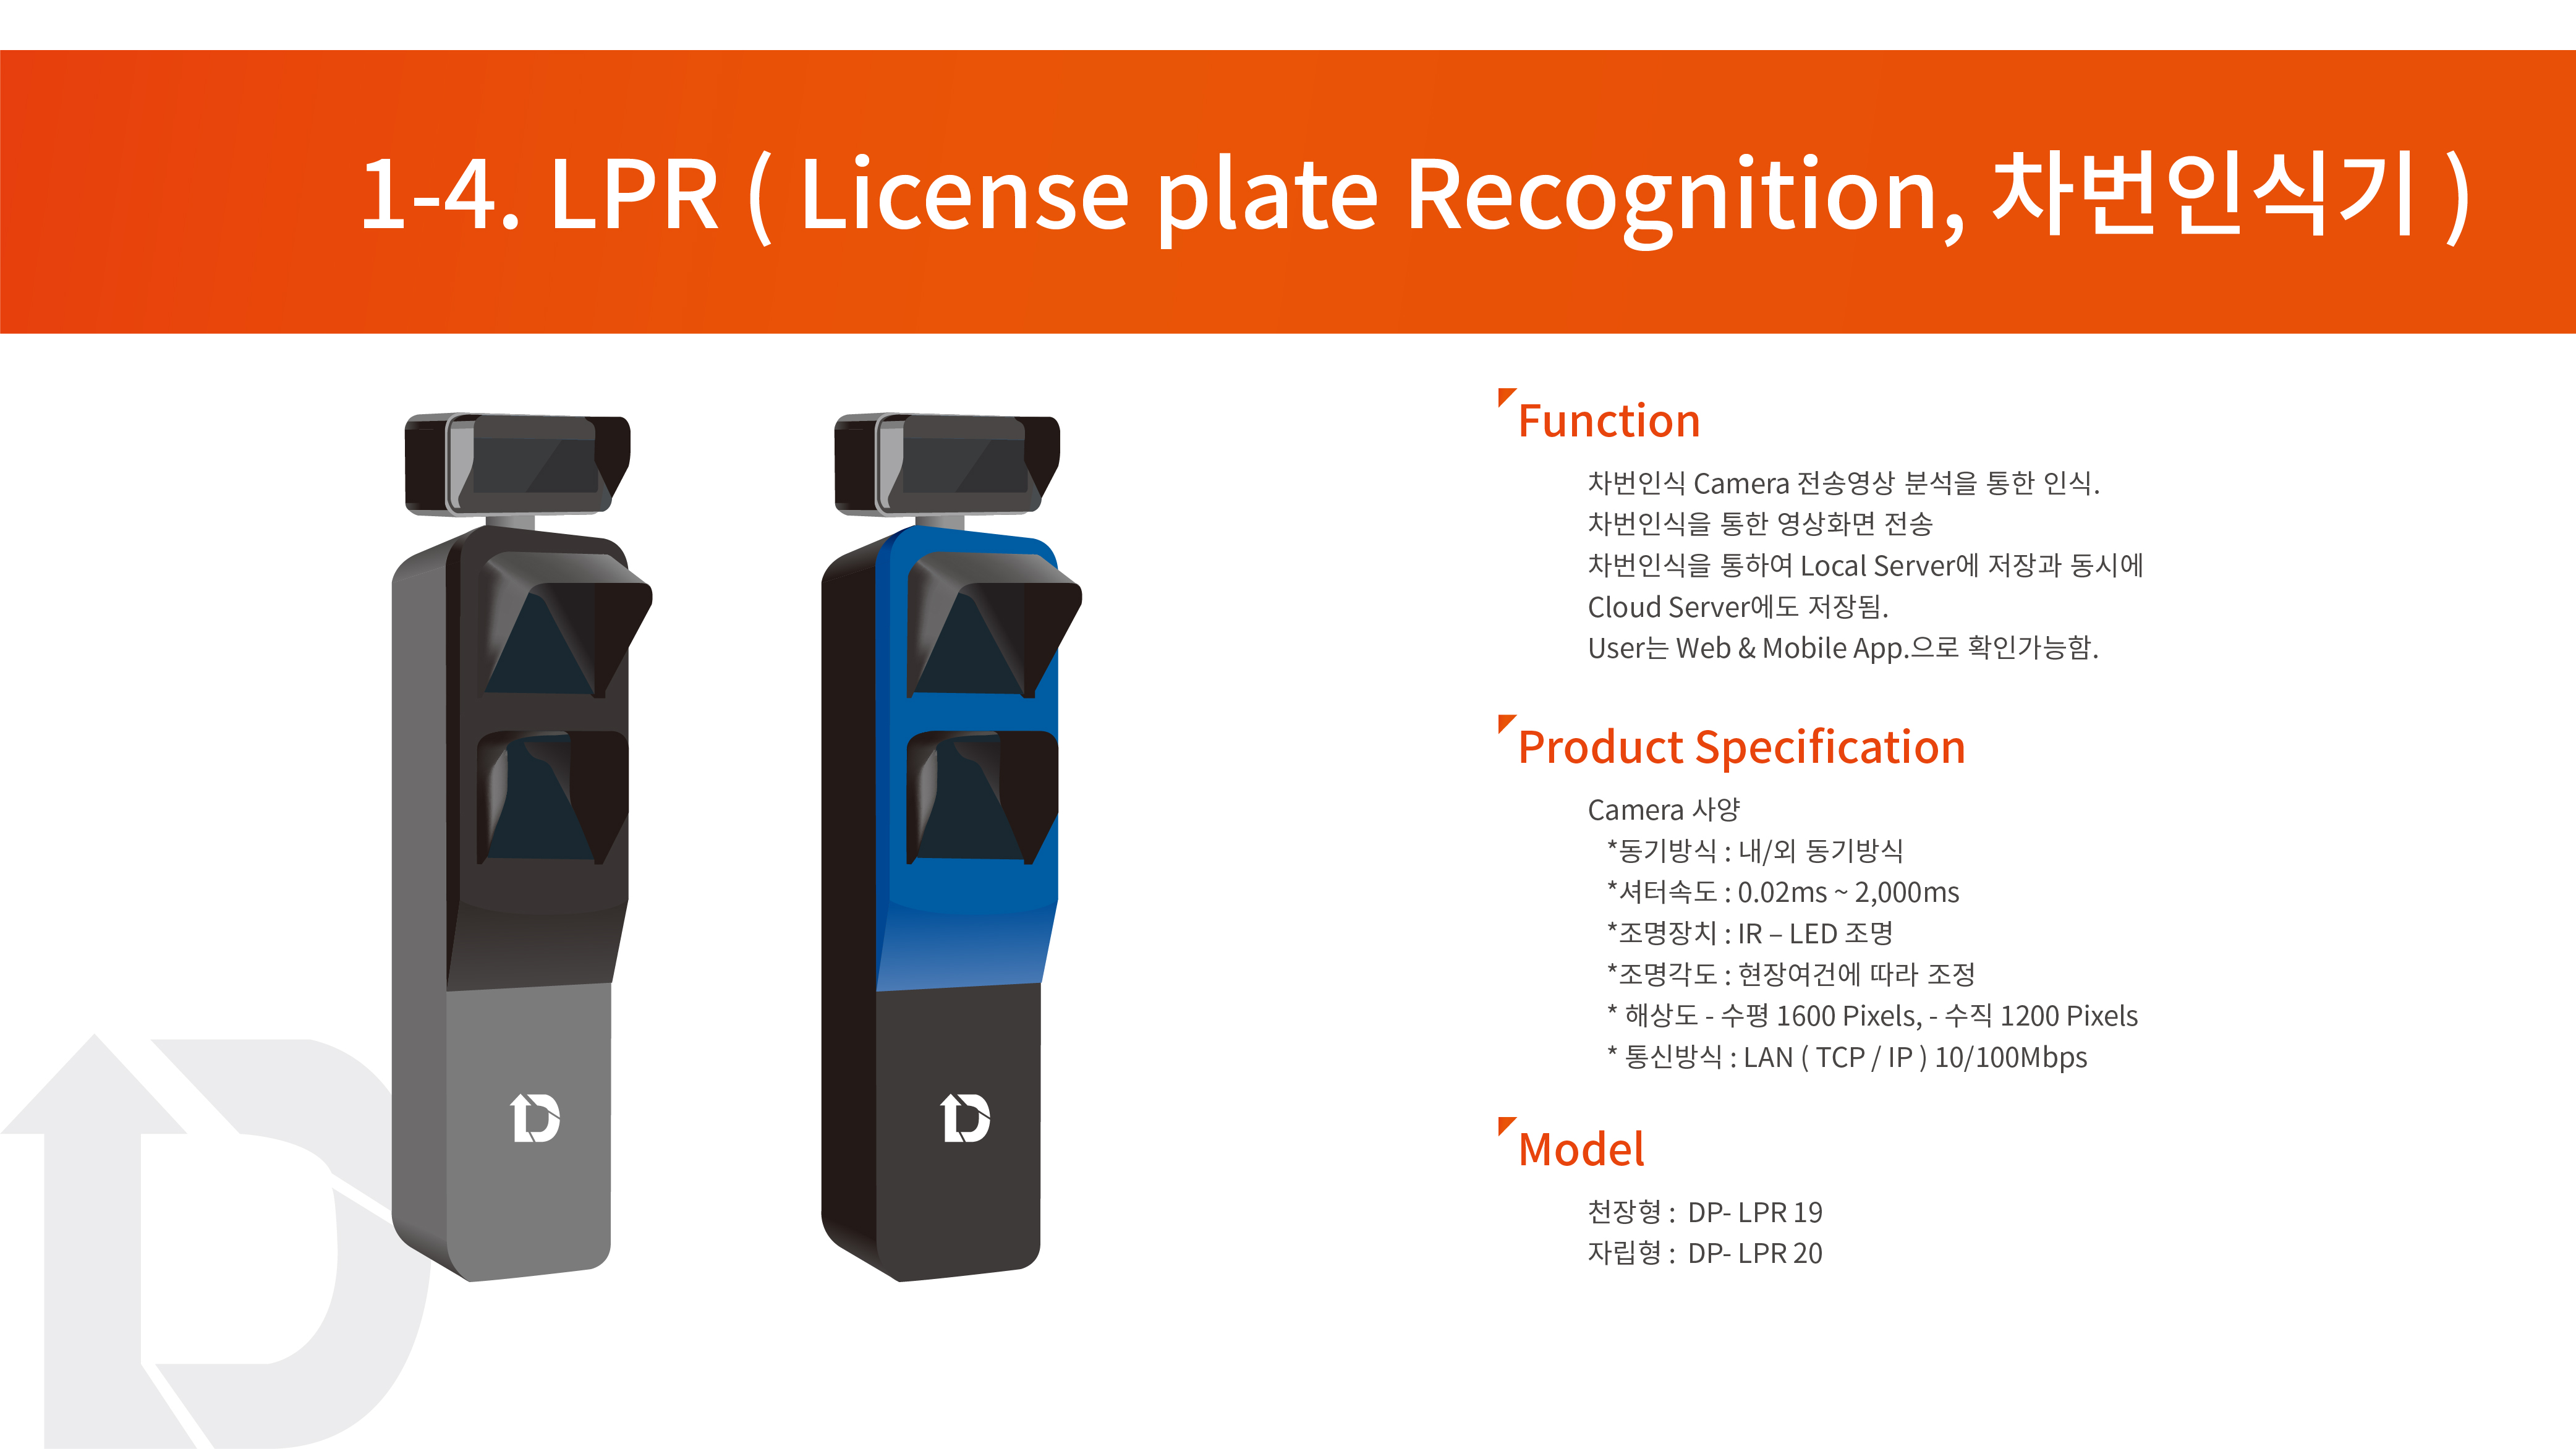 1-4. LPR ( License plate Recognition, 차번인식기 )
Function
차번인식 Camera 전송영상 분석을 통한 인식.
차번인식을 통한 영상화면 전송
차번인식을 통하여 Local Server에 저장과 동시에
Cloud Server에도 저장됨.
User는 Web & Mobile App.으로 확인가능함.
Product Specification
Camera 사양
*동기방식 : 내/외 동기방식
*셔터속도 : 0.02ms ~ 2,000ms
*조명장치 : IR – LED 조명
*조명각도 : 현장여건에 따라 조정
* 해상도 - 수평 1600 Pixels, - 수직 1200 Pixels
* 통신방식 : LAN ( TCP / IP ) 10/100Mbps
Model
천장형 : DP- LPR 19
자립형 : DP- LPR 20